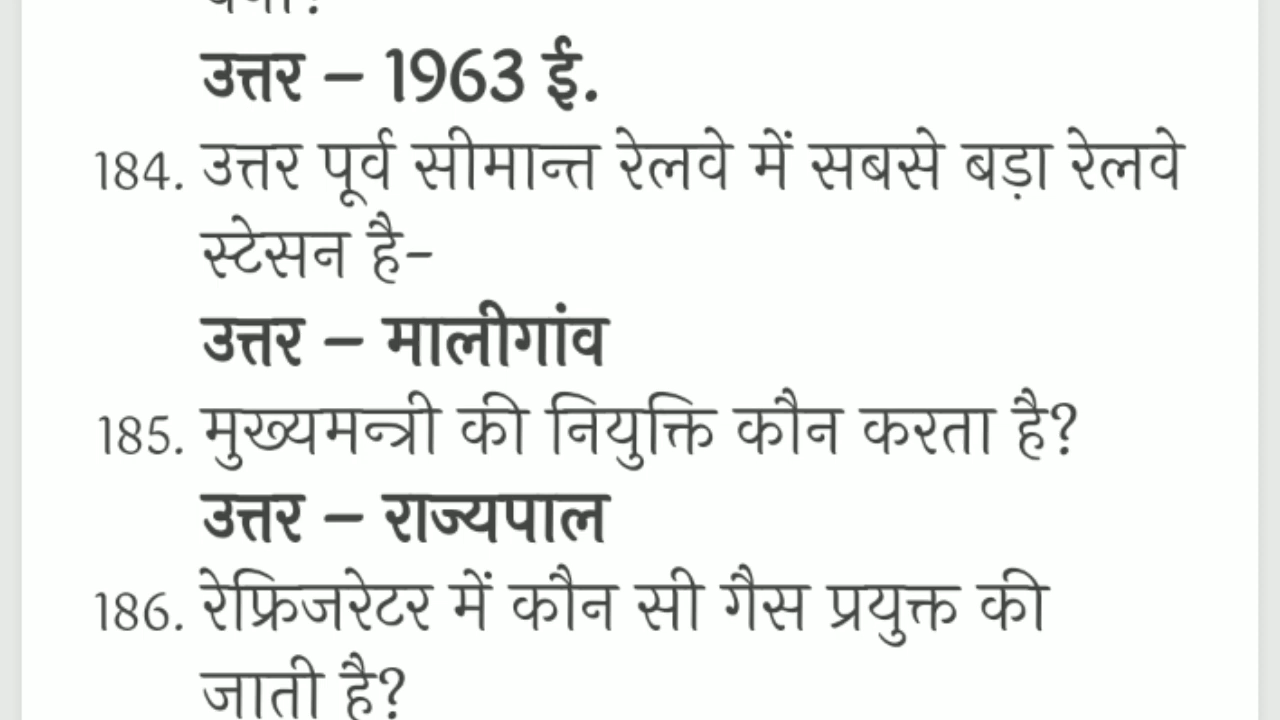 उत्तर – 1963 ई.
184. उत्तर पूर्व सीमान्त रेलवे में सबसे बड़ा रेलवे
स्टेसन है-
उत्तर – मालीगांव
185. मुख्यमन्त्री की नियुक्ति कौन करता है?
उत्तर – राज्यपाल
186. रेफ्रिजरेटर में कौन सी गैस प्रयुक्त की
जाती है?